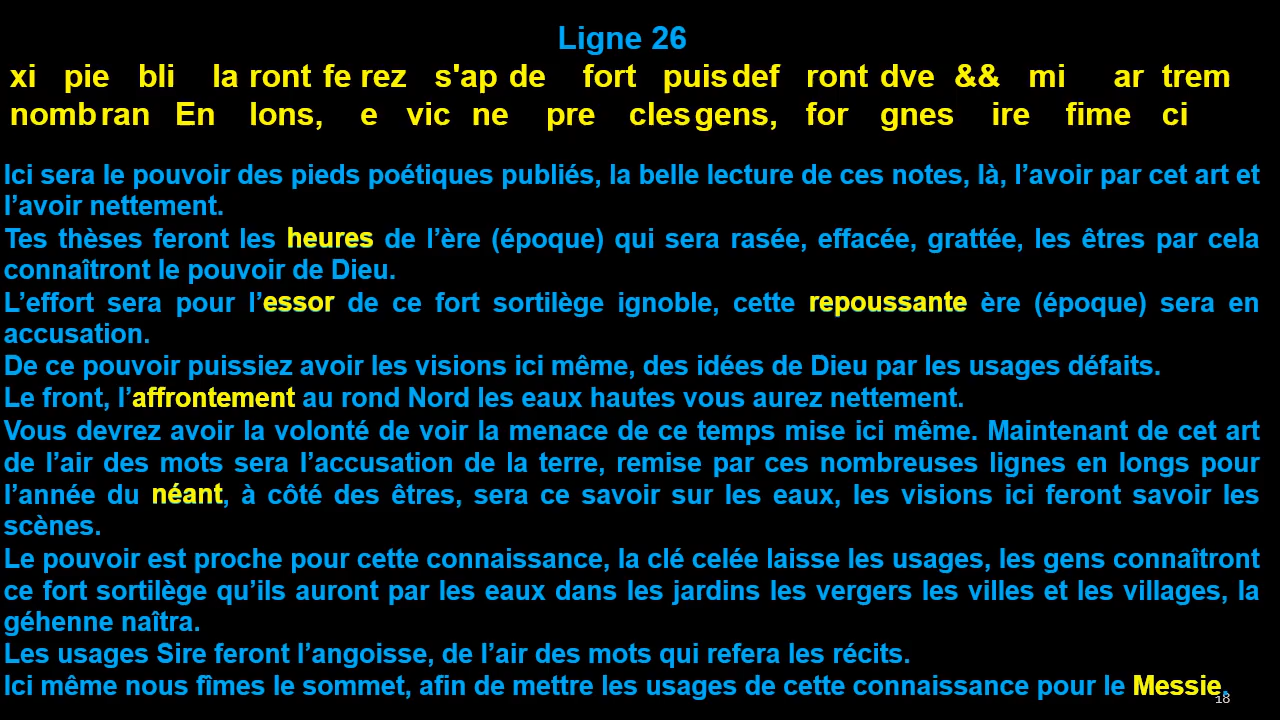 Ligne 26
xi pie bli la ront fe rez s'ap de fort puis def ront dve && mi ar trem
nomb ran En lons, e vic ne pre cles gens, for gnes ire fime ci
Ici sera le pouvoir des pieds poétiques publiés, la belle lecture de ces notes, là, l’avoir par cet art et
l’avoir nettement.
Tes thèses feront les heures de l’ère (époque) qui sera rasée, effacée, grattée, les êtres par cela
connaîtront le pouvoir de Dieu.
L’effort sera pour l’essor de ce fort sortilège ignoble, cette repoussante ère (époque) sera en
accusation.
De ce pouvoir puissiez avoir les visions ici même, des idées de Dieu par les usages défaits.
Le front, l’affrontement au rond Nord les eaux hautes vous aurez nettement.
Vous devrez avoir la volonté de voir la menace de ce temps mise ici même. Maintenant de cet art
de l’air des mots sera l’accusation de la terre, remise par ces nombreuses lignes en longs pour
l’année du néant, à côté des êtres, sera ce savoir sur les eaux, les visions ici feront savoir les
scènes.
Le pouvoir est proche pour cette connaissance, la clé celée laisse les usages, les gens connaîtront
ce fort sortilège qu’ils auront par les eaux dans les jardins les vergers les villes et les villages, la
géhenne naîtra.
Les usages Sire feront l’angoisse, de l’air des mots qui refera les récits.
Ici même nous fîmes le sommet, afin de mettre les usages de cette connaissance pour le Messie.
18